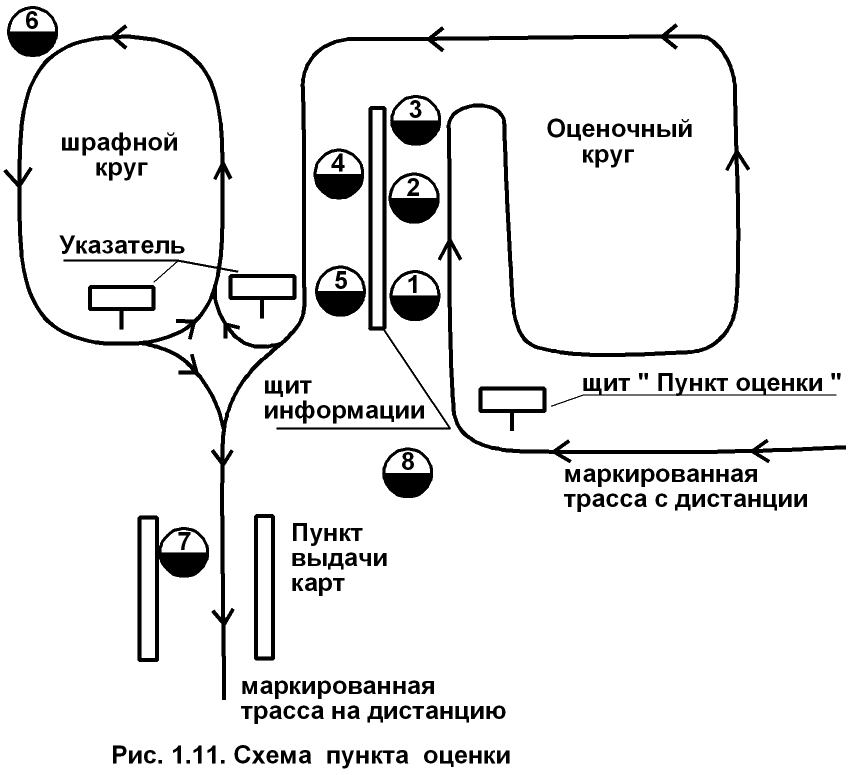 6
3
шрафной
круг
4
2
Оценочный
круг
Указатель
5
1
щит
информации
щит " Пункт оценки "
8
маркированная
трасса с дистанции
7
Пункт
выдачи
карт
маркированная
трасса на дистанцию
Рис. 1.11. Схема пункта оценки